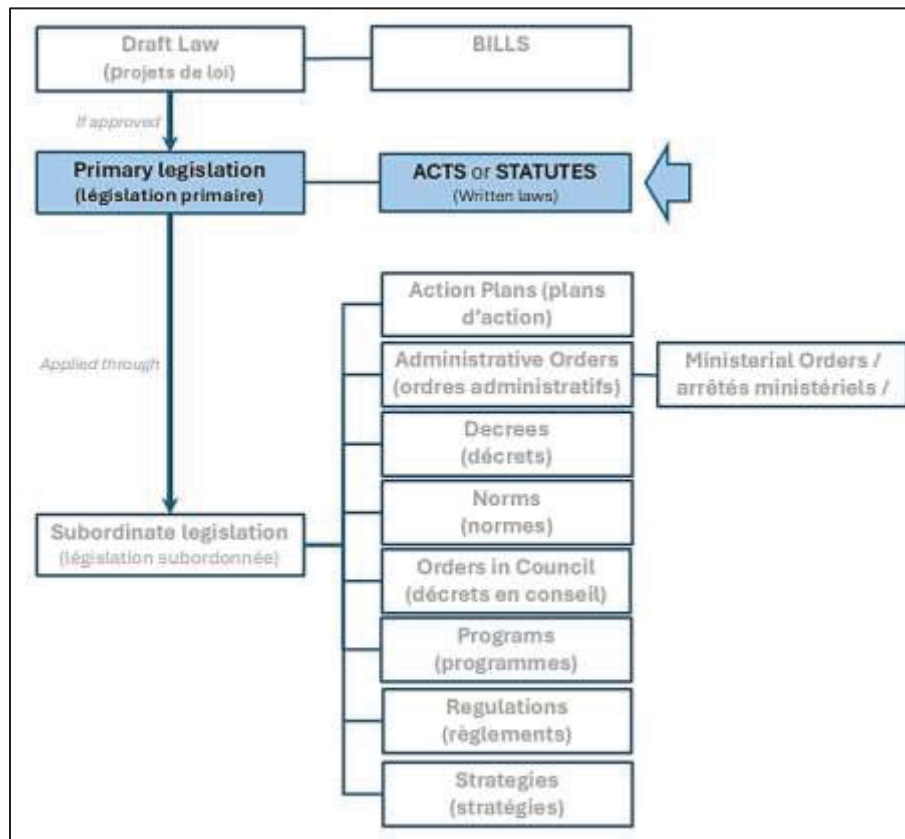 Draft Law
(projets de loi)
BILLS
If approved
Primary legislation
(législation primaire)
ACTS or STATUTES
(Written laws)
Action Plans (plans
d'action)
Applied through
Administrative Orders
(ordres administratifs)
Ministerial Orders /
arrêtés ministériels /
Decrees
(décrets)
Norms
(normes)
Subordinate legislation
(législation subordonnée)
Orders in Council
(décrets en conseil)
Programs
(programmes)
Regulations
(règlements)
Strategies
(stratégies)